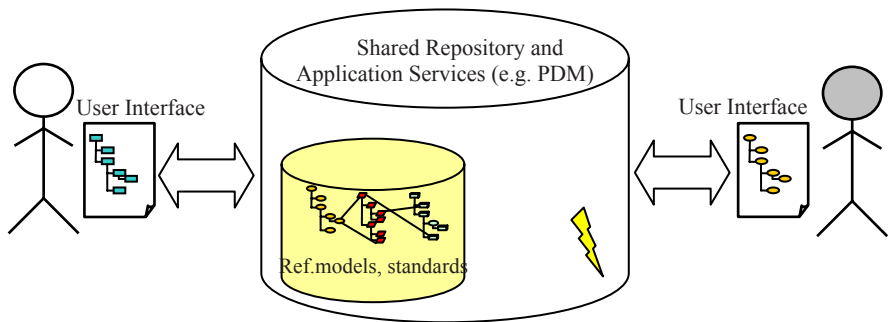 Shared Repository and
Application Services (e.g. PDM)
User Interface
User Interface
Ref.models, standards